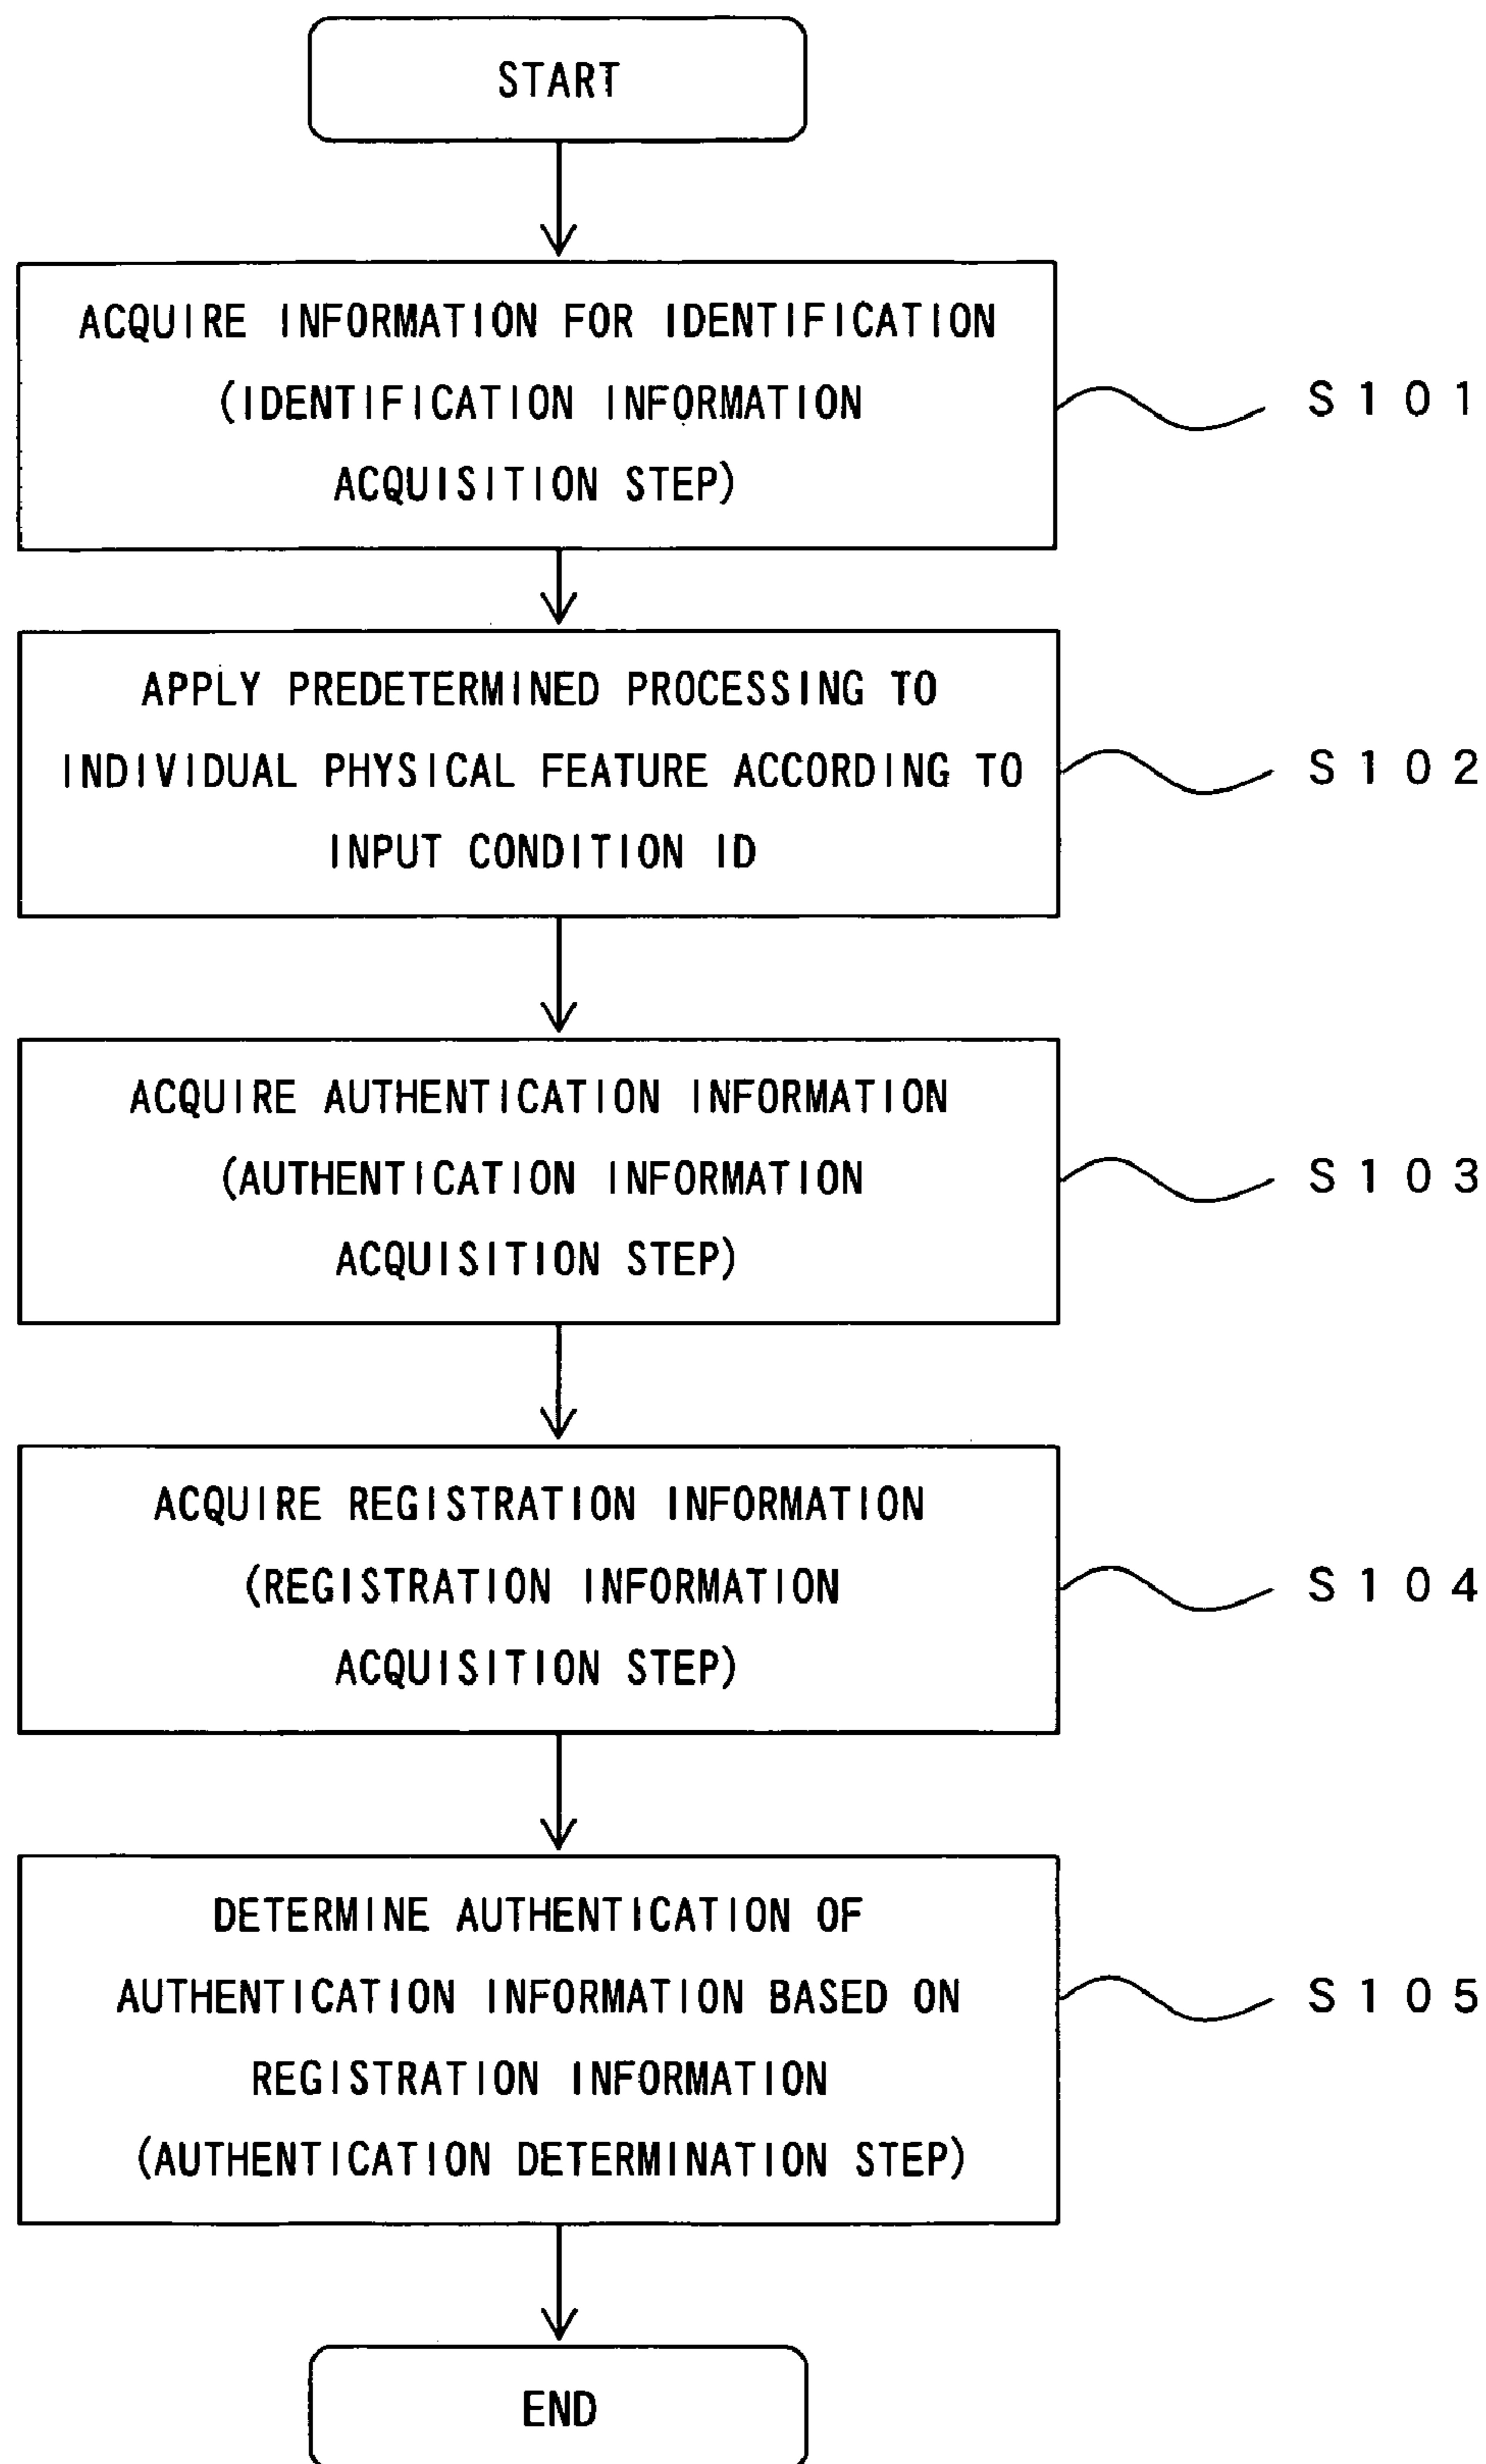 START
ACQUIRE INFORMATION FOR IDENTIFICATION
(IDENTIFICATION INFORMATION
ACQUISITION STEP)
S101
APPLY PREDETERMINED PROCESSING TO
INDIVIDUAL PHYSICAL FEATURE ACCORDING TO
INPUT CONDITION ID
S102
ACQUIRE AUTHENTICATION INFORMATION
(AUTHENTICATION INFORMATION
ACQUISITION STEP)
S103
ACQUIRE REGISTRATION INFORMATION
(REGISTRATION INFORMATION
ACQUISITION STEP)
S104
DETERMINE AUTHENTICATION OF
AUTHENTICATION INFORMATION BASED ON
REGISTRATION INFORMATION
(AUTHENTICATION DETERMINATION STEP)
S105
END